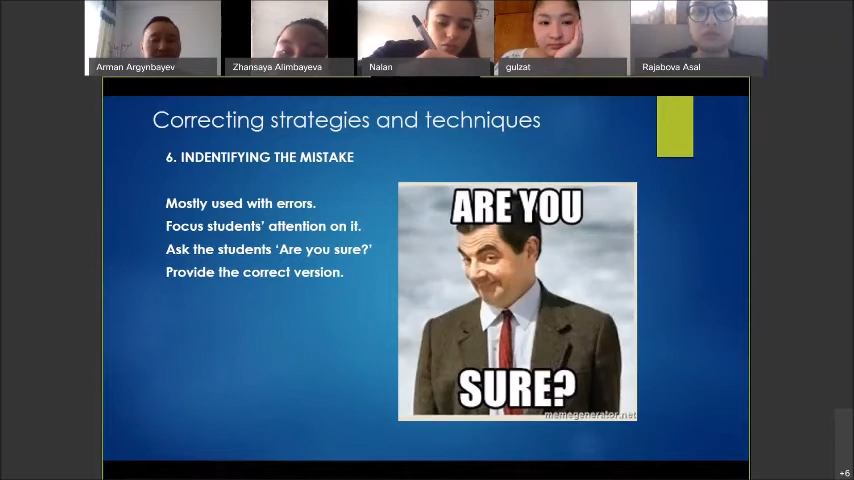 Arman Argynbayev
Zhansaya Alimbayeva
Nalan
gulzat
Rajabova Asal
Correcting strategies and techniques
6. INDENTIFYING THE MISTAKE
Mostly used with errors.
Focus students' attention on it.
Ask the students 'Are you sure?'
Provide the correct version.
ARE YOU
SURE?
memegenerator.net
+6